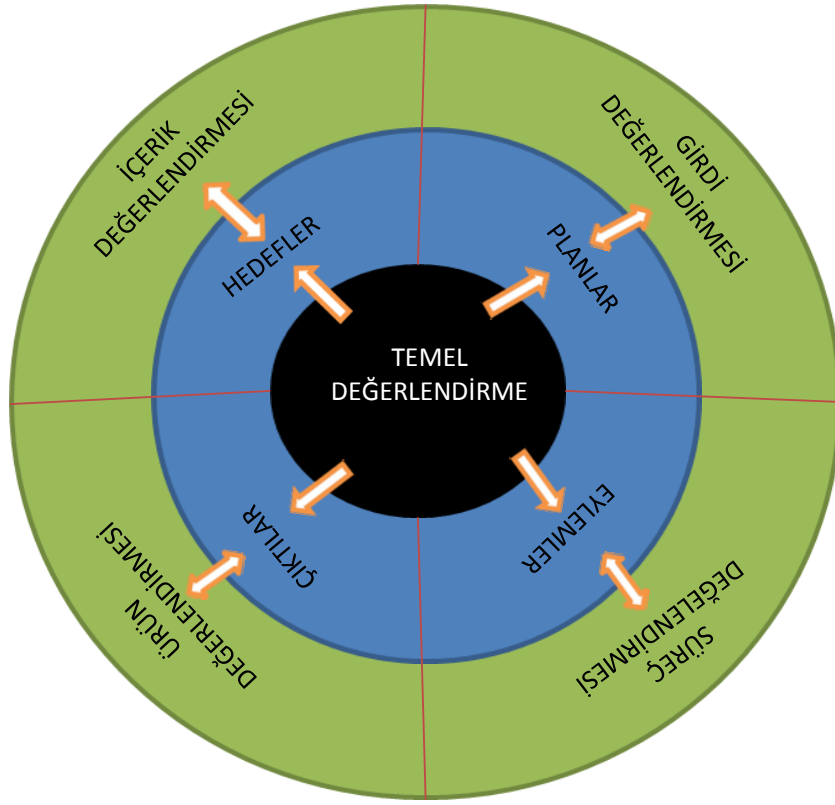 İÇERİK
DEĞERLENDİRMESİ
GİRDİ
DEĞERLENDİRMESİ
HEDEFLER
PLANLAR
TEMEL
DEĞERLENDİRME
ÇIKTILAR
EYLEMLER
ÜRÜN
DEĞERLENDİRMESİ
SÜREÇ
DEĞELENDİRMESİ